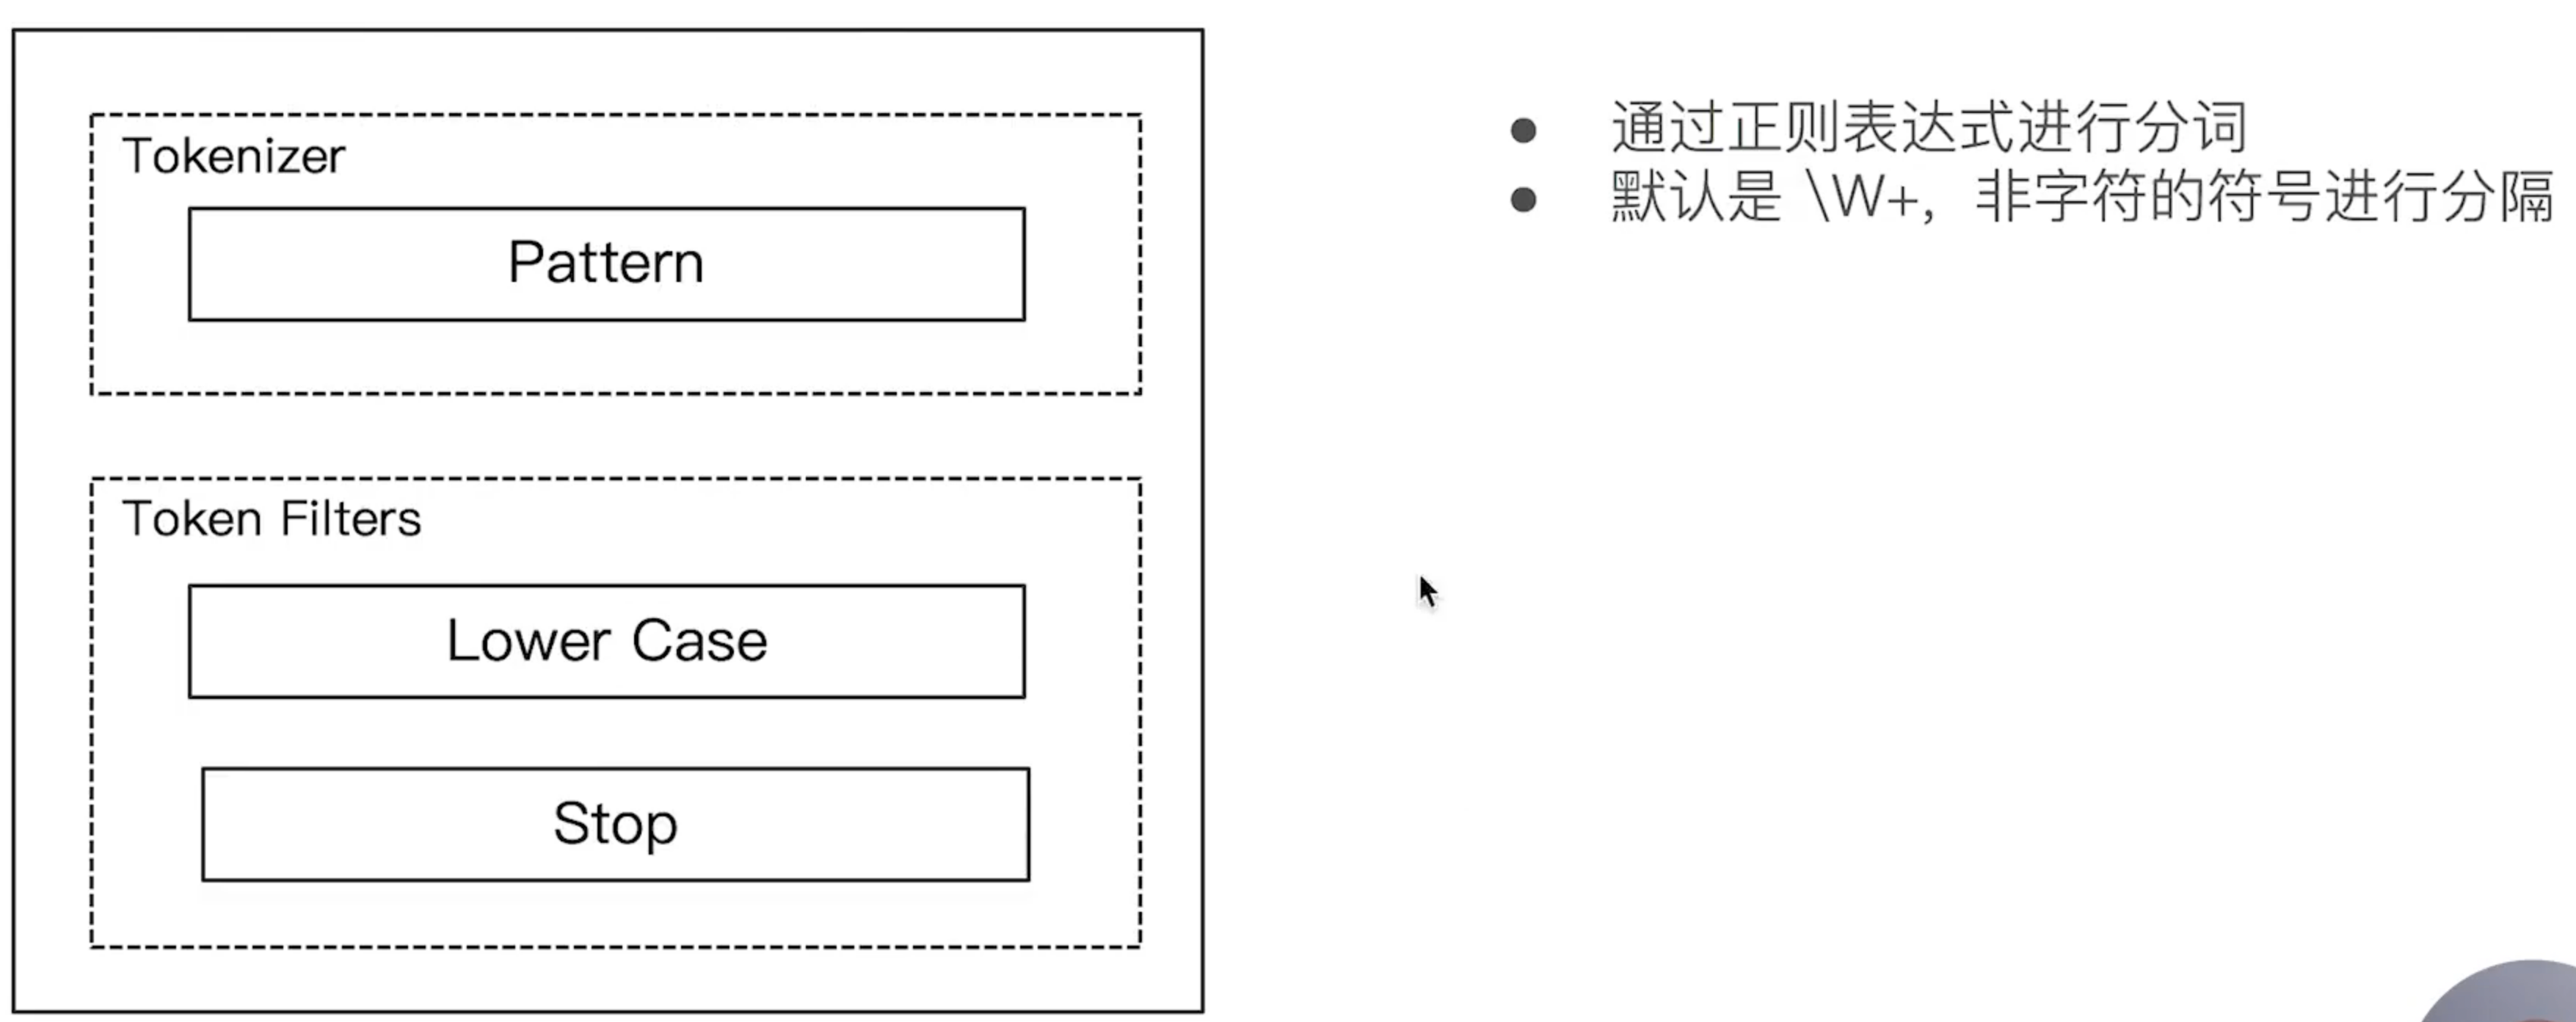 Tokenizer
Pattern
Token Filters
Lower Case
Stop
通过正则表达式进行分词
默认是 \W+，非字符的符号进行分隔